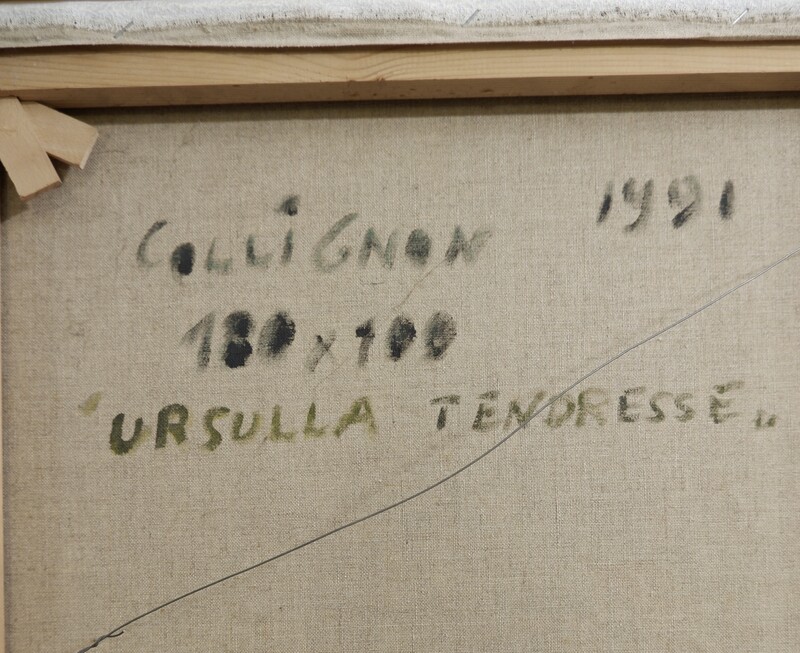 COLLiGNON 1991
180 x 100
"URSULLA TENDRESSE"